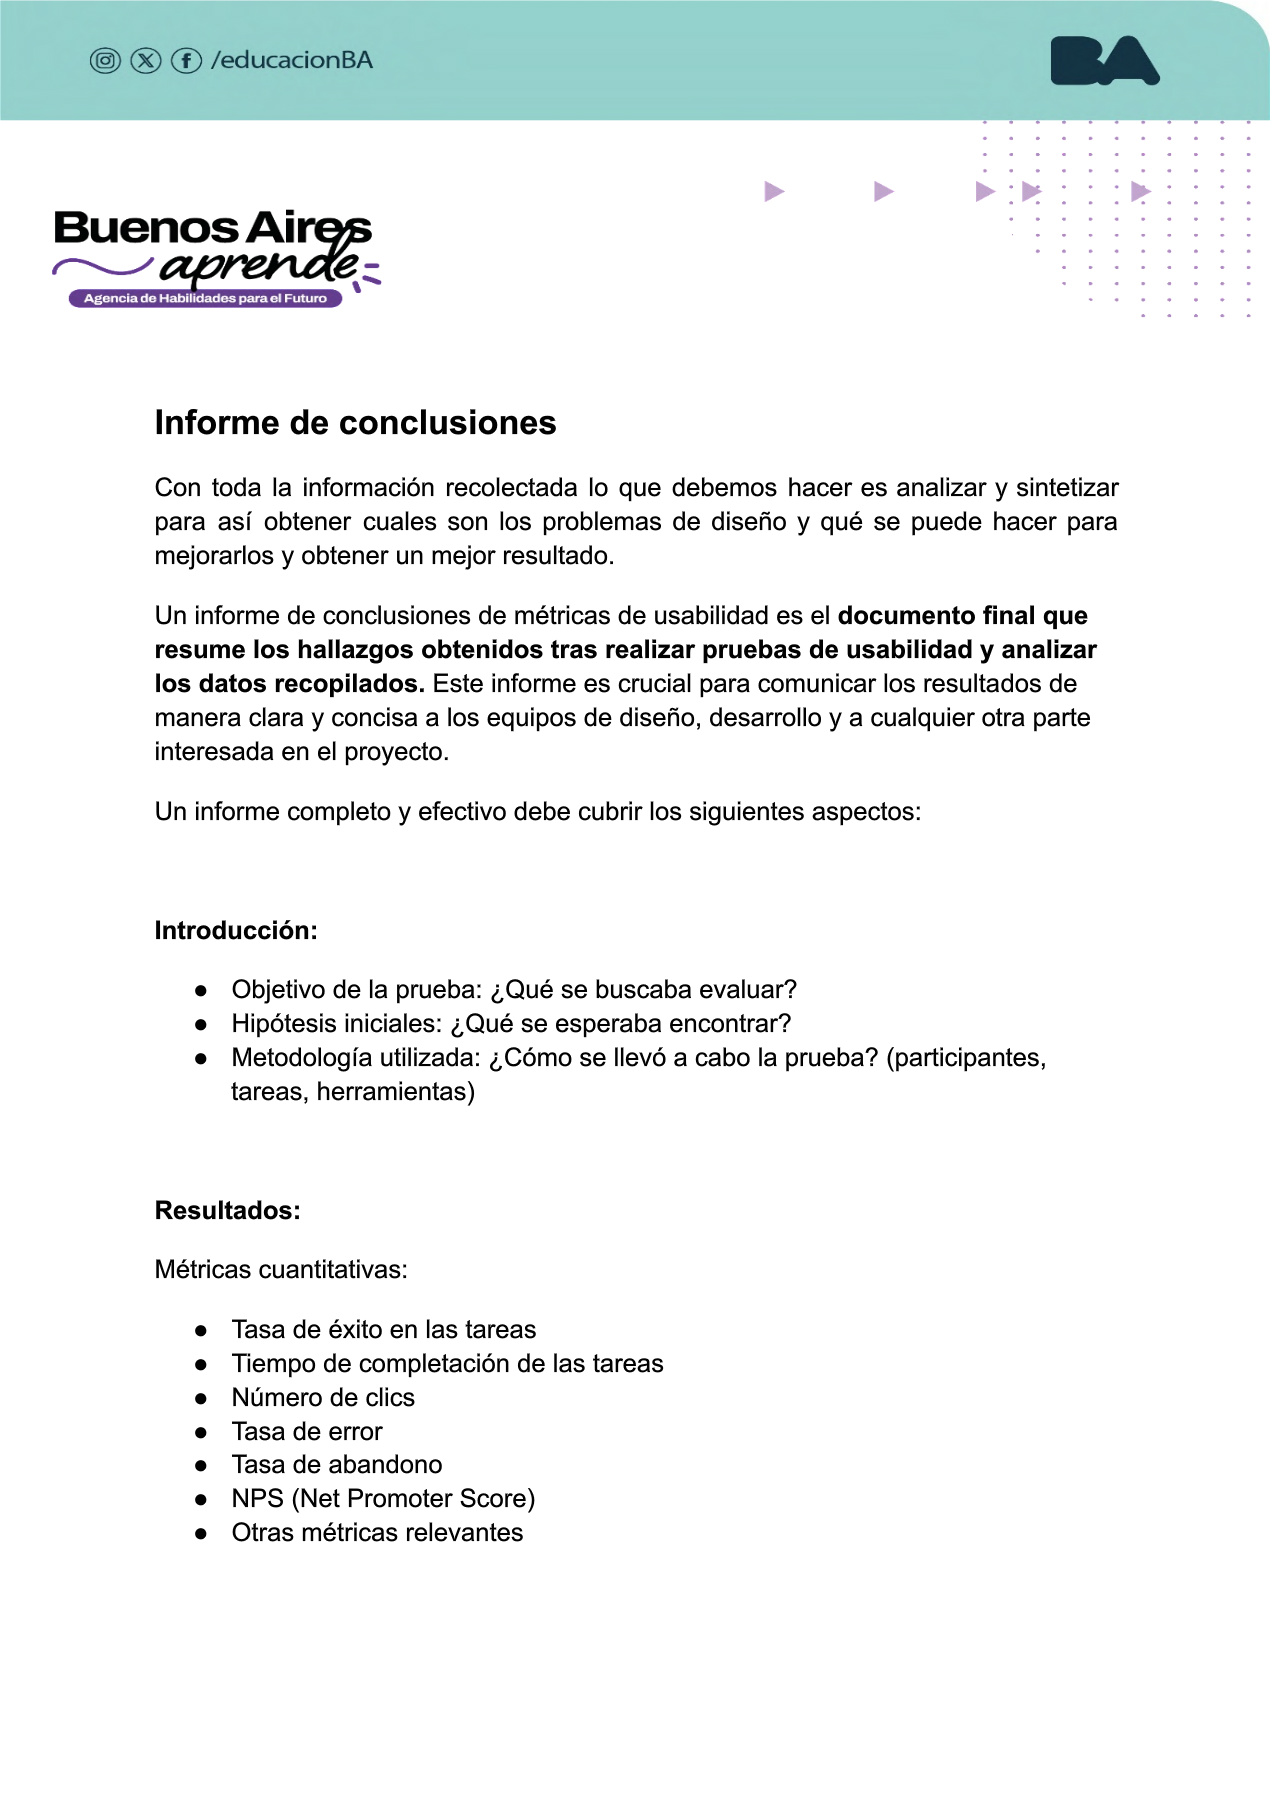 /educacionBA
BA
Buenos Aires
aprende
Agencia de Habilidades para el Futuro
Informe de conclusiones
Con toda la información recolectada lo que debemos hacer es analizar y sintetizar
para así obtener cuales son los problemas de diseño y qué se puede hacer para
mejorarlos y obtener un mejor resultado.
Un informe de conclusiones de métricas de usabilidad es el documento final que
resume los hallazgos obtenidos tras realizar pruebas de usabilidad y analizar
los datos recopilados. Este informe es crucial para comunicar los resultados de
manera clara y concisa a los equipos de diseño, desarrollo y a cualquier otra parte
interesada en el proyecto.
Un informe completo y efectivo debe cubrir los siguientes aspectos:
Introducción:
● Objetivo de la prueba: ¿Qué se buscaba evaluar?
● Hipótesis iniciales: ¿Qué se esperaba encontrar?
● Metodología utilizada: ¿Cómo se llevó a cabo la prueba? (participantes,
tareas, herramientas)
Resultados:
Métricas cuantitativas:
● Tasa de éxito en las tareas
● Tiempo de completación de las tareas
● Número de clics
● Tasa de error
● Tasa de abandono
● NPS (Net Promoter Score)
● Otras métricas relevantes